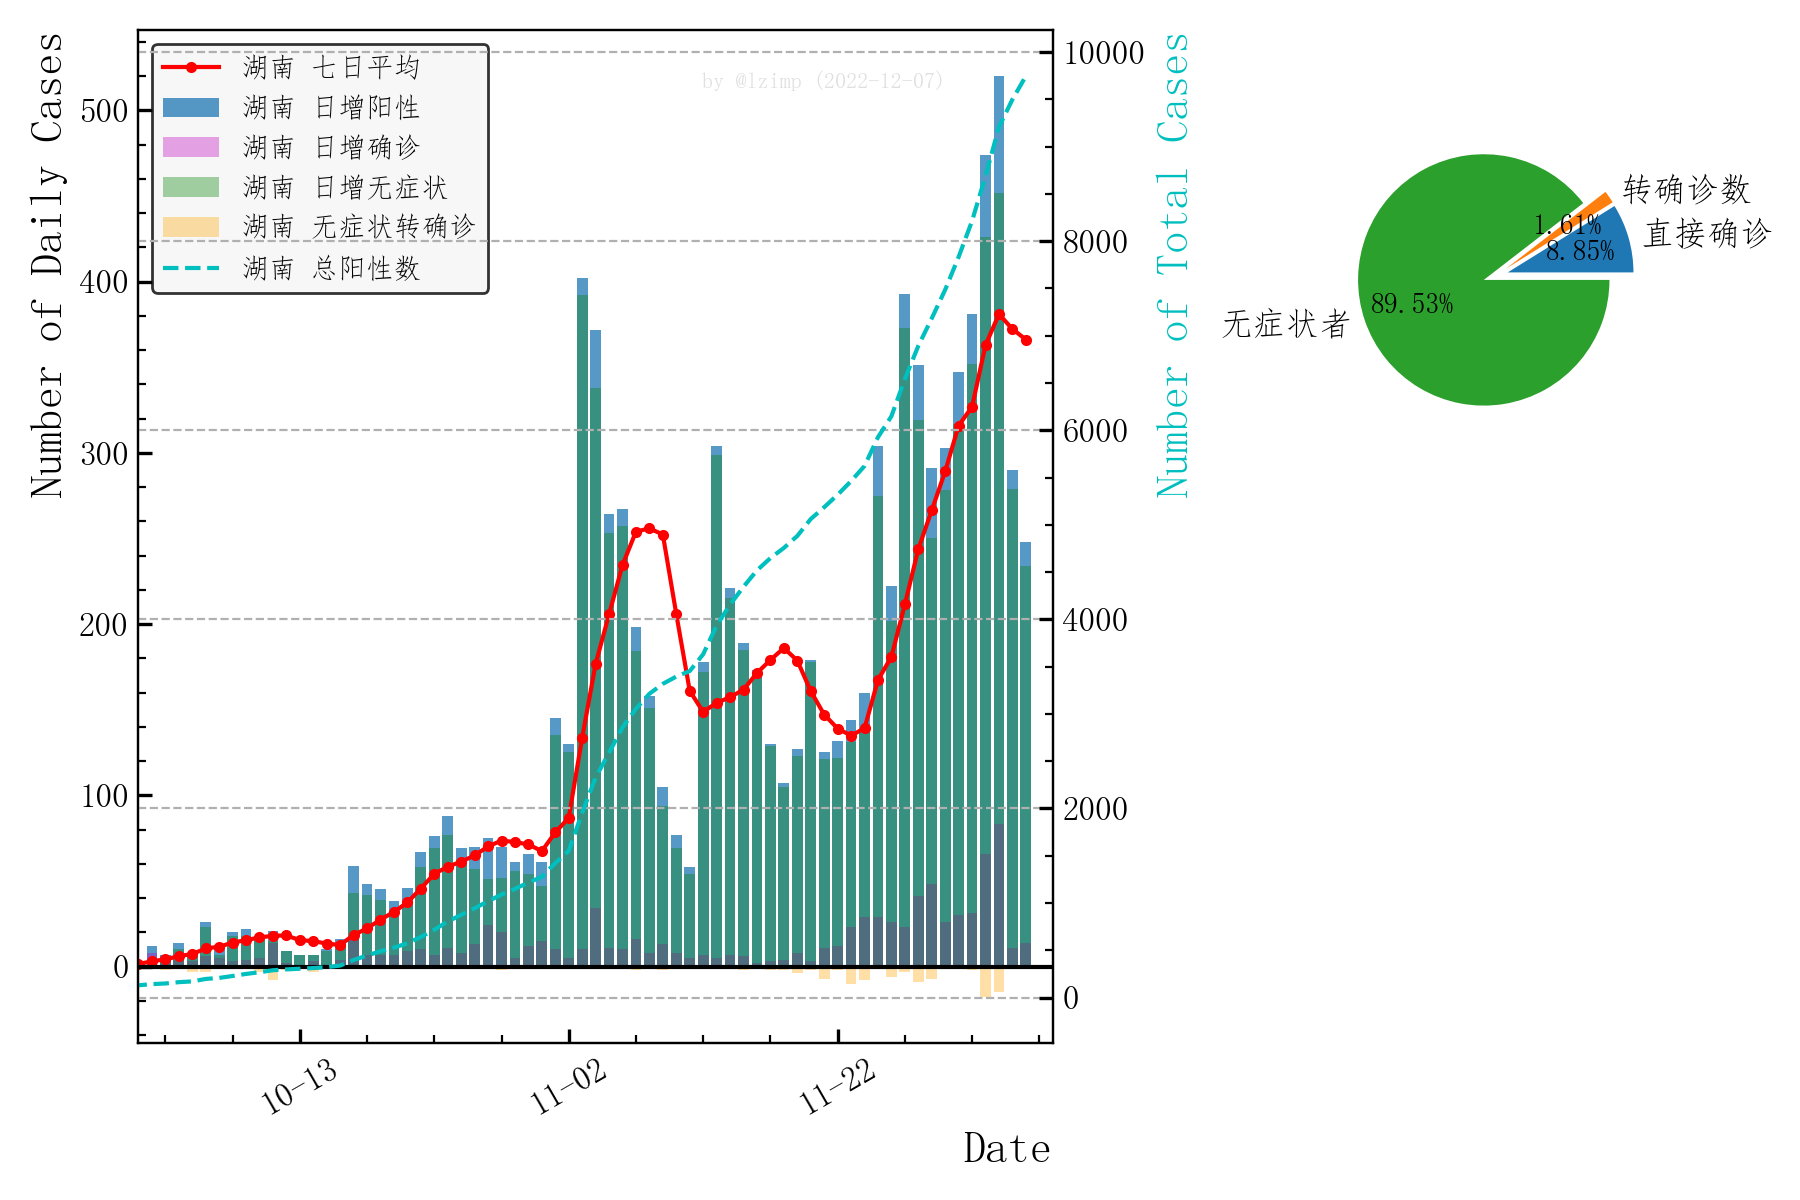 Number of Daily Cases
500
400
300
200
100
0
湖南 七日平均
湖南 日增阳性
湖南 日增确诊
湖南 日增无症状
湖南 无症状转确诊
湖南 总阳性数
by @lzimp (2022-12-07)
10000
8000
6000
4000
2000
0
Number of Total Cases
10-13
11-02
11-22
Date
转确诊数
1.61%
直接确诊
8.85%
无症状者
89.53%